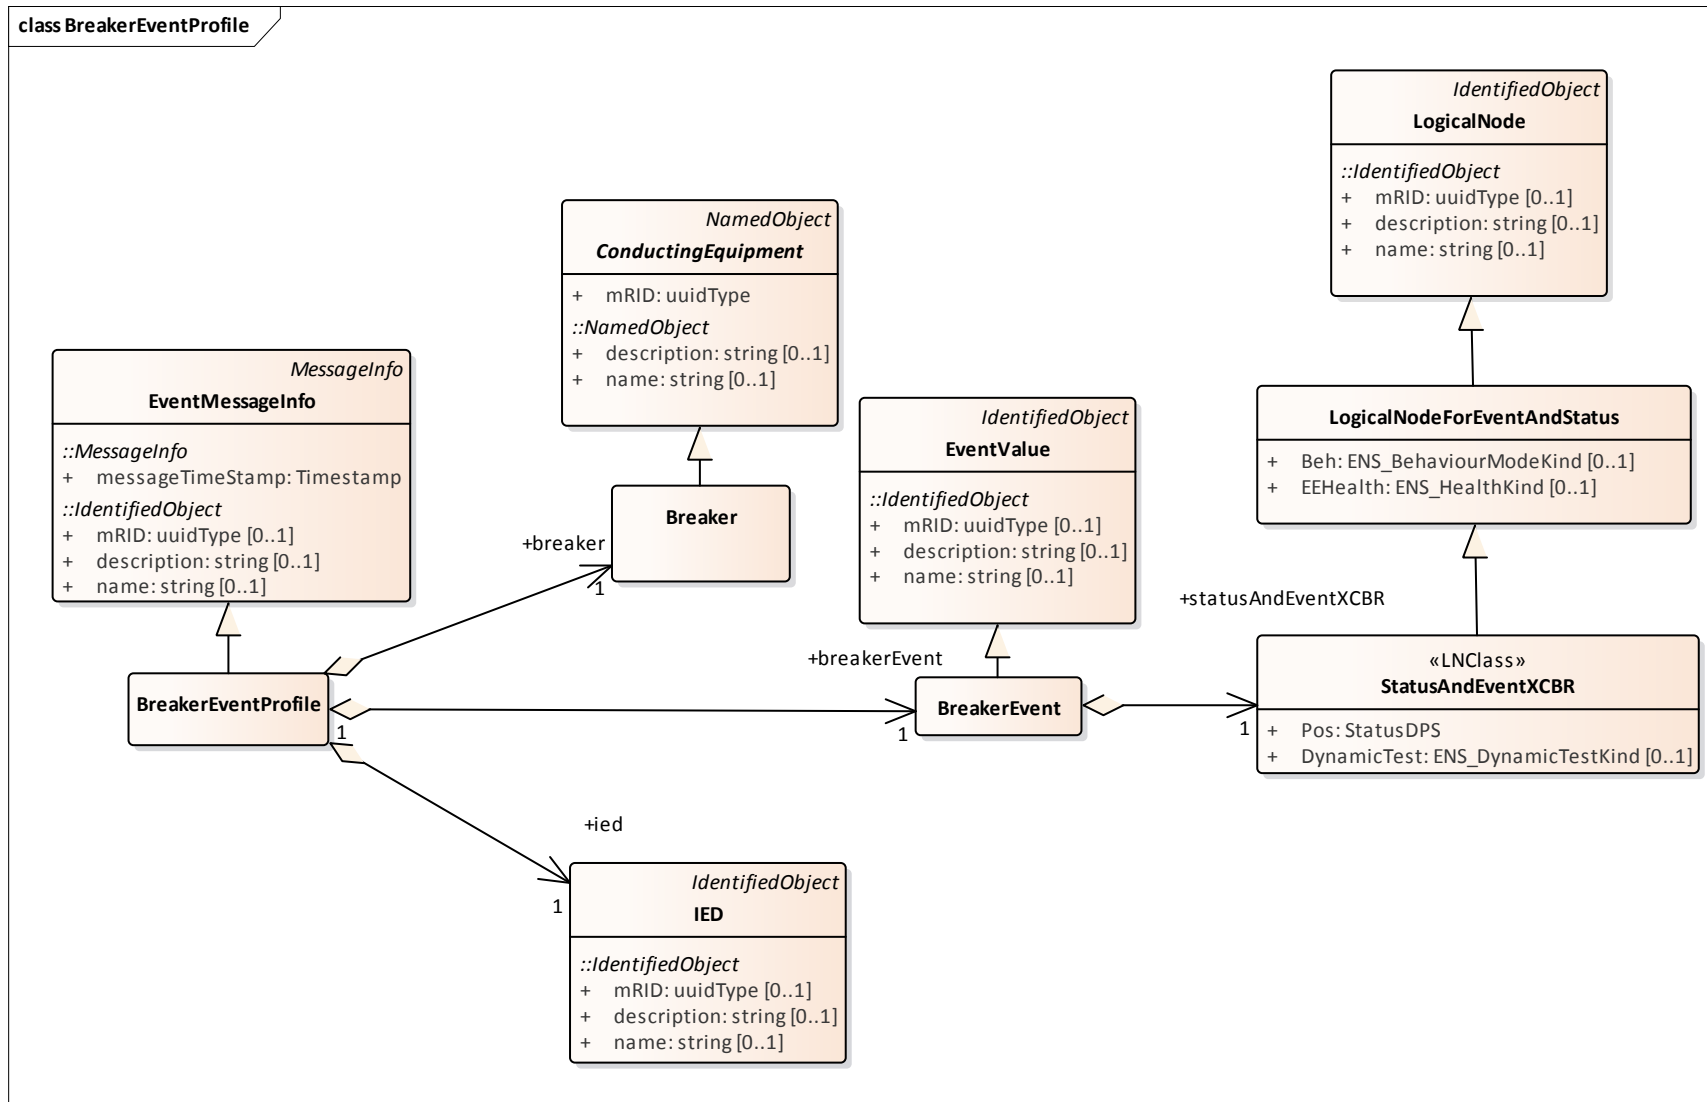 class BreakerEventProfile
IdentifiedObject
LogicalNode
::IdentifiedObject
+ mRID: uuidType [0..1]
+ description: string [0..1]
+ name: string [0..1]
NamedObject
ConductingEquipment
+ mRID: uuidType
::NamedObject
+ description: string [0..1]
+ name: string [0..1]
MessageInfo
EventMessageInfo
::MessageInfo
+ messageTimeStamp: Timestamp
::IdentifiedObject
+ mRID: uuidType [0..1]
+ description: string [0..1]
+ name: string [0..1]
LogicalNodeForEventAndStatus
+ Beh: ENS_BehaviourModeKind [0..1]
+ EEHealth: ENS_HealthKind [0..1]
IdentifiedObject
EventValue
::IdentifiedObject
+ mRID: uuidType [0..1]
+ description: string [0..1]
+ name: string [0..1]
Breaker
+breaker
1
+statusAndEventXCBR
+breakerEvent
BreakerEventProfile
1
BreakerEvent
1
«LNClass»
StatusAndEventXCBR
1
+ Pos: StatusDPS
+ DynamicTest: ENS_DynamicTestKind [0..1]
+ied
1
IdentifiedObject
IED
::IdentifiedObject
+ mRID: uuidType [0..1]
+ description: string [0..1]
+ name: string [0..1]